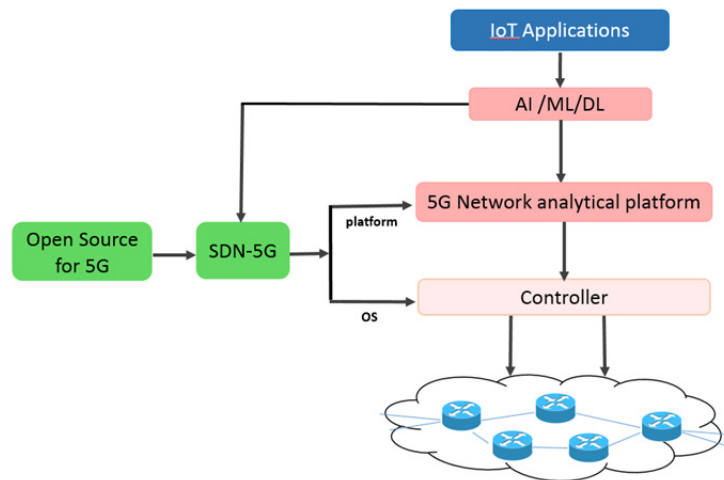 IoT Applications
AI /ML/DL
5G Network analytical platform
platform
Open Source
for 5G
SDN-5G
Controller
OS